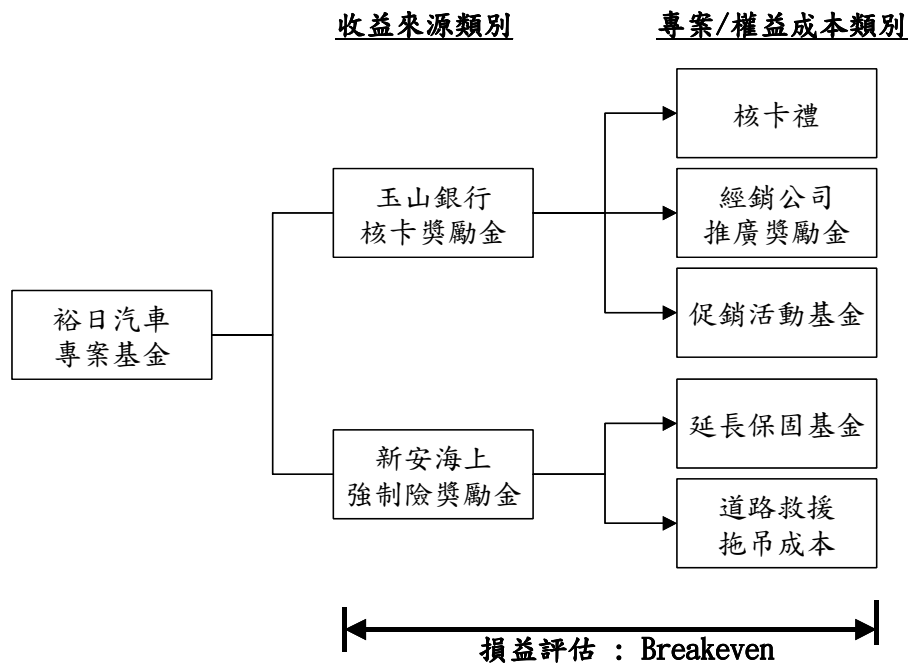 收益來源類別
專案/權益成本類別
核卡禮
玉山銀行
核卡獎勵金
經銷公司
推廣獎勵金
促銷活動基金
裕日汽車
專案基金
延長保固基金
新安海上
強制險獎勵金
道路救援
拖吊成本
損益評估 : Breakeven